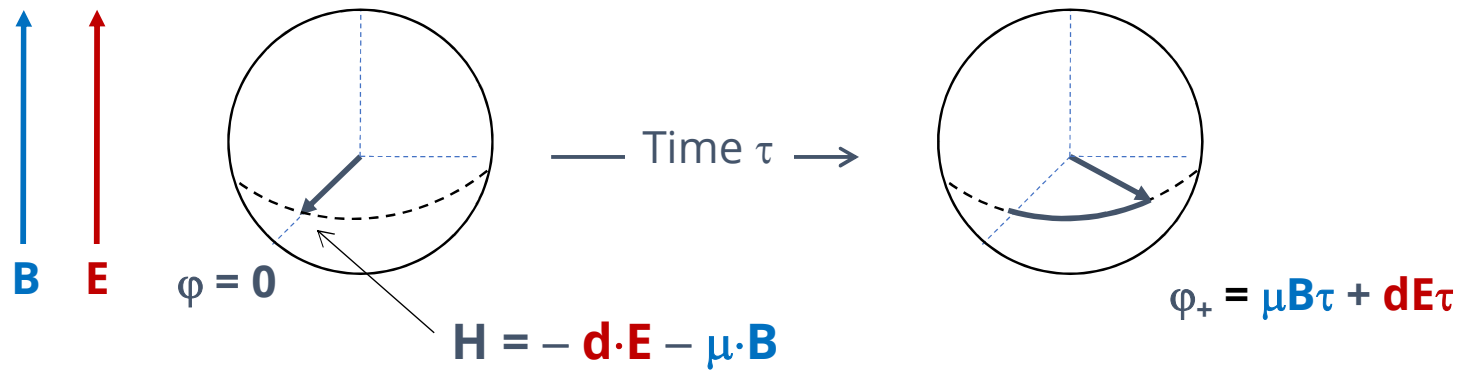 Time τ
B E
φ = 0
φ₊ = μBτ + dEτ
H = – d·E – μ·B